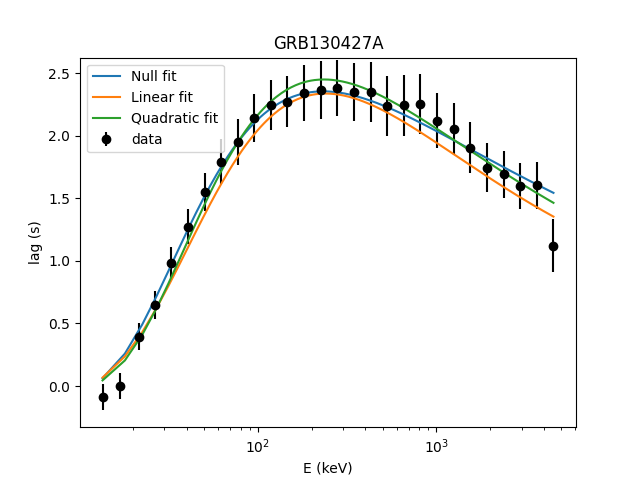 GRB130427A
Null fit
Linear fit
Quadratic fit
data
lag (s)
2.5
2.0
1.5
1.0
0.5
0.0
10²
10³
E (keV)